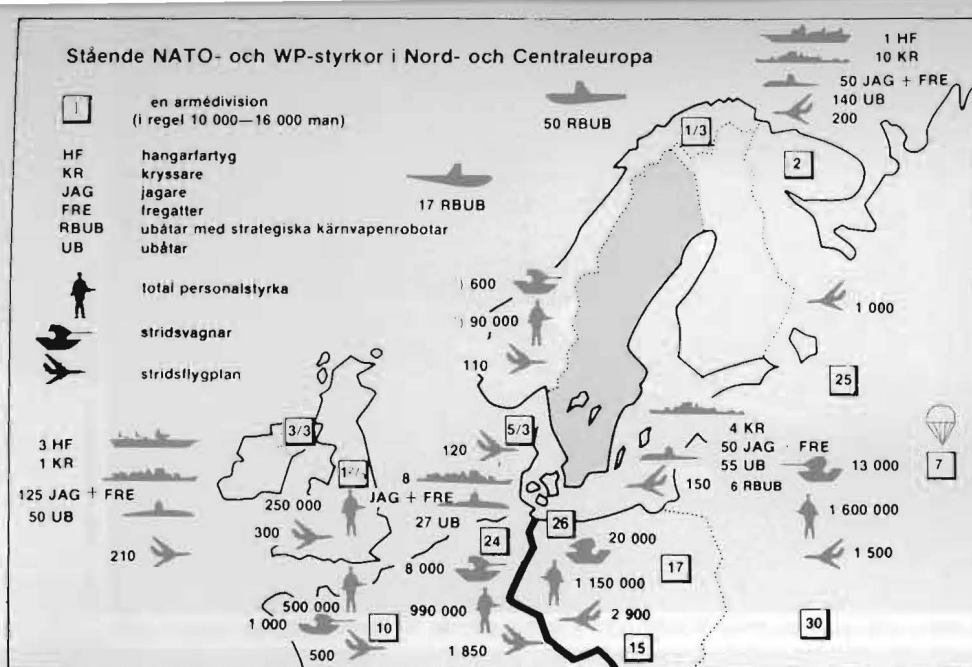 Stående NATO- och WP-styrkor i Nord- och Centraleuropa
1 en armédivision
(i regel 10 000—16 000 man)
HF hangarfartyg
KR kryssare
JAG jagare
FRE fregatter
RBUB ubåtar med strategiska kärnvapenrobotar
UB ubåtar
total personalstyrka
stridsvagnar
stridsflygplan
1 HF
10 KR
50 JAG + FRE
140 UB
200
50 RBUB
17 RBUB
1/3
2
600
90 000
110
1 000
25
3/3
3 HF
1 KR
125 JAG + FRE
50 UB
210
250 000
300
5/3
120
8
JAG + FRE
27 UB
4 KR
50 JAG FRE
55 UB
6 RBUB
150
13 000
1 600 000
1 500
7
26
20 000
1 150 000
2 900
17
15
30
24
8 000
990 000
1 850
500 000
1 000
500
10